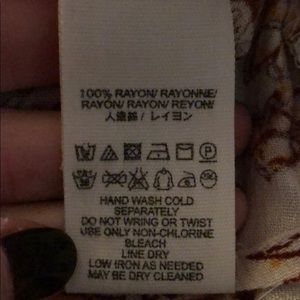 100% RAYON/ RAYONNE/
RAYON/ RAYON/ REYON/
人造絲 / レイヨン
HAND WASH COLD
SEPARATELY
DO NOT WRING OR TWIST
USE ONLY NON-CHLORINE
BLEACH
LINE DRY
LOW IRON AS NEEDED
MAY BE DRY CLEANED